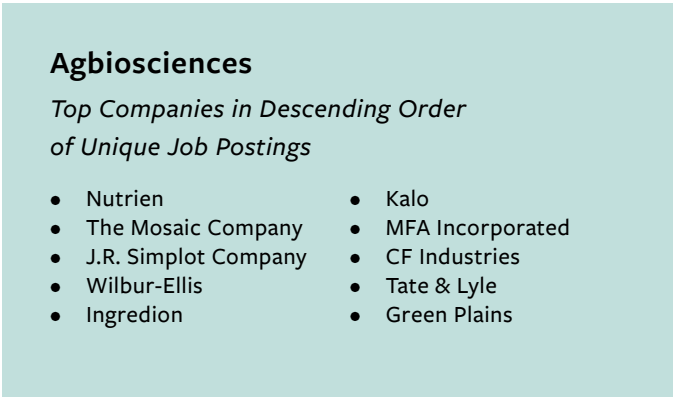 Agbiosciences
Top Companies in Descending Order
of Unique Job Postings
• Nutrien
• The Mosaic Company
• J.R. Simplot Company
• Wilbur-Ellis
• Ingredion
• Kalo
• MFA Incorporated
• CF Industries
• Tate & Lyle
• Green Plains